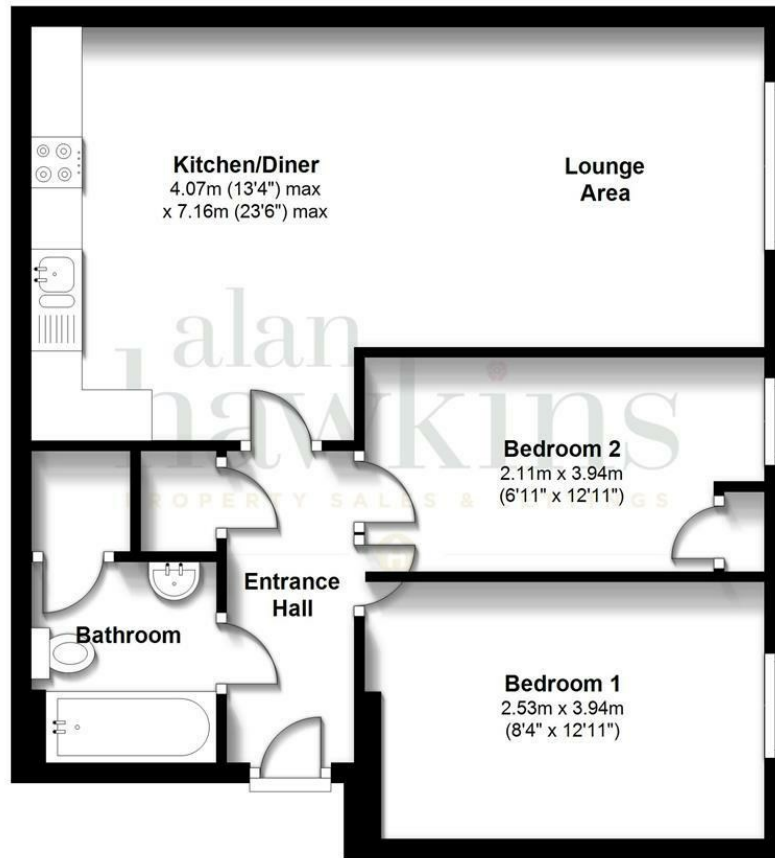 Kitchen/Diner
4.07m (13'4") max
x 7.16m (23'6") max
Lounge
Area
alan
hawkins
PROPERTY SALES & LETTINGS
Bedroom 2
2.11m x 3.94m
(6'11" x 12'11")
Entrance
Hall
Bathroom
Bedroom 1
2.53m x 3.94m
(8'4" x 12'11")